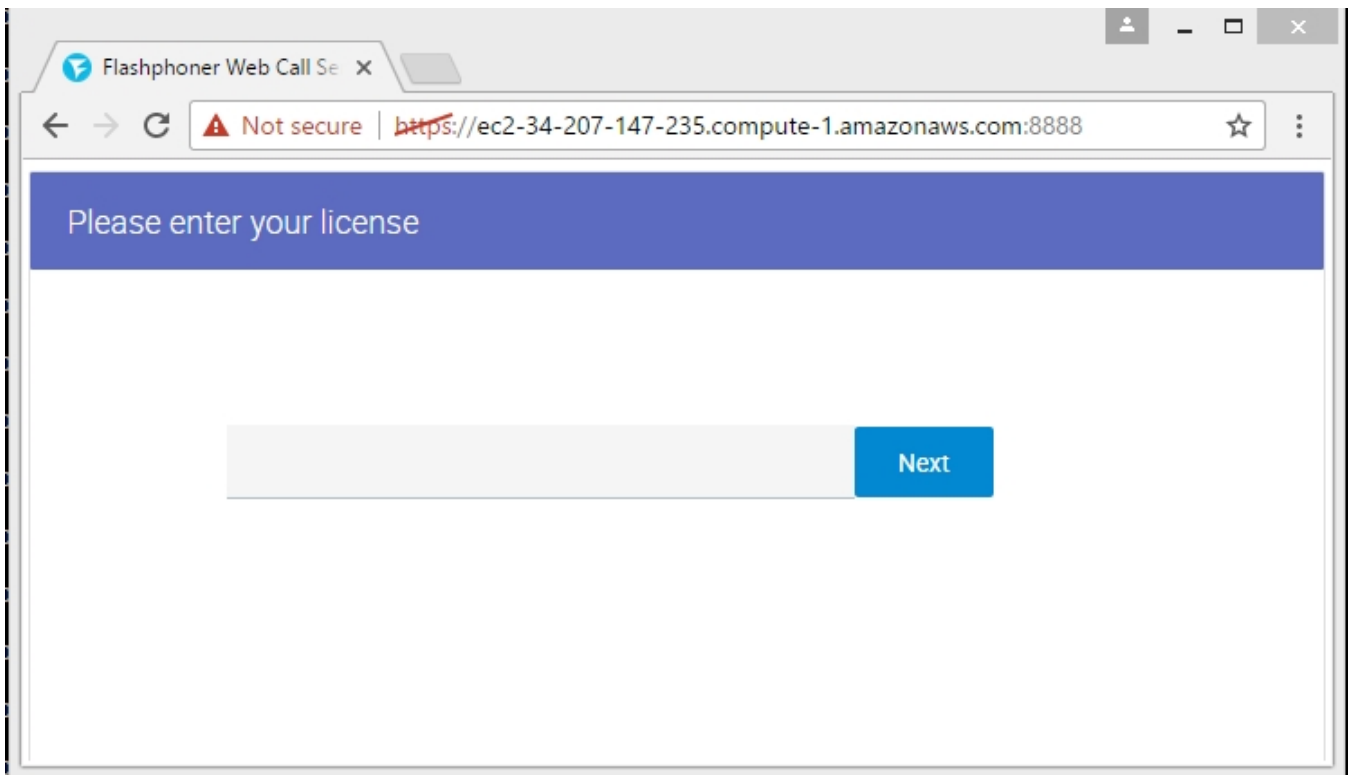 Flashphoner Web Call Se
Not secure | https://ec2-34-207-147-235.compute-1.amazonaws.com:8888
Please enter your license
Next